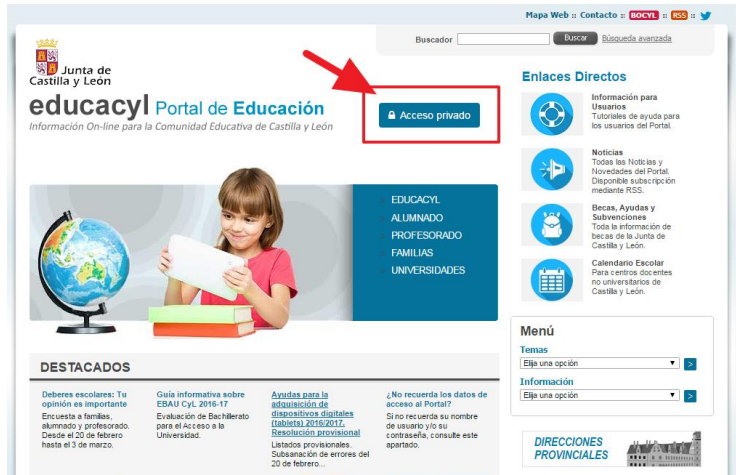 Mapa Web :: Contacto :: BOCYL :: RSS ::
Buscador Buscar Búsqueda avanzada
Junta de
Castilla y León
educacyl Portal de Educación
Información On-line para la Comunidad Educativa de Castilla y León
Acceso privado
EDUCACYL
ALUMNADO
PROFESORADO
FAMILIAS
UNIVERSIDADES
Enlaces Directos
Información para
Usuarios
Tutoriales de ayuda para
los usuarios del Portal.
Noticias
Todas las Noticias y
Novedades del Portal.
Disponible subscripción
mediante RSS.
Becas, Ayudas y
Subvenciones
Toda la información de
becas de la Junta de
Castilla y León.
Calendario Escolar
Para centros docentes
no universitarios de
Castilla y León.
Menú
Temas
Elija una opción
Información
Elija una opción
DIRECCIONES
PROVINCIALES
DESTACADOS
Deberes escolares: Tu
opinión es importante
Encuesta a familias,
alumnado y profesorado.
Desde el 20 de febrero
hasta el 3 de marzo.
Guía informativa sobre
EBAU CyL 2016-17
Evaluación de Bachillerato
para el Acceso a la
Universidad.
Ayudas para la
adquisición de
dispositivos digitales
(tablets) 2016/2017.
Resolución provisional
Listados provisionales.
Subsanación de errores del
20 de febrero...
¿No recuerda los datos de
acceso al Portal?
Si no recuerda su nombre
de usuario y/o su
contraseña, consulte este
apartado.